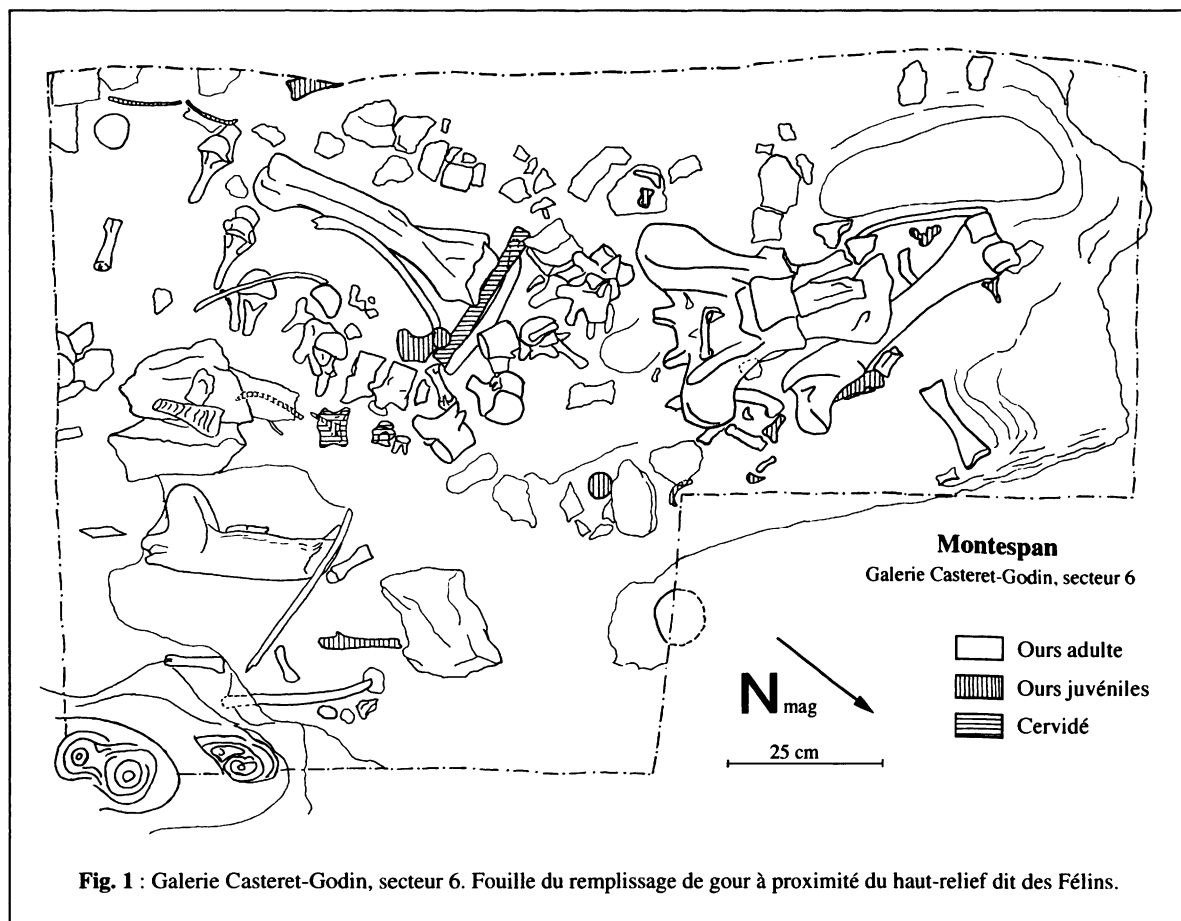 Montespan
Galerie Casteret-Godin, secteur 6
Ours adulte
Ours juvéniles
Cervidé
N mag
25 cm
Fig. 1 : Galerie Casteret-Godin, secteur 6. Fouille du remplissage de gour à proximité du haut-relief dit des Félins.